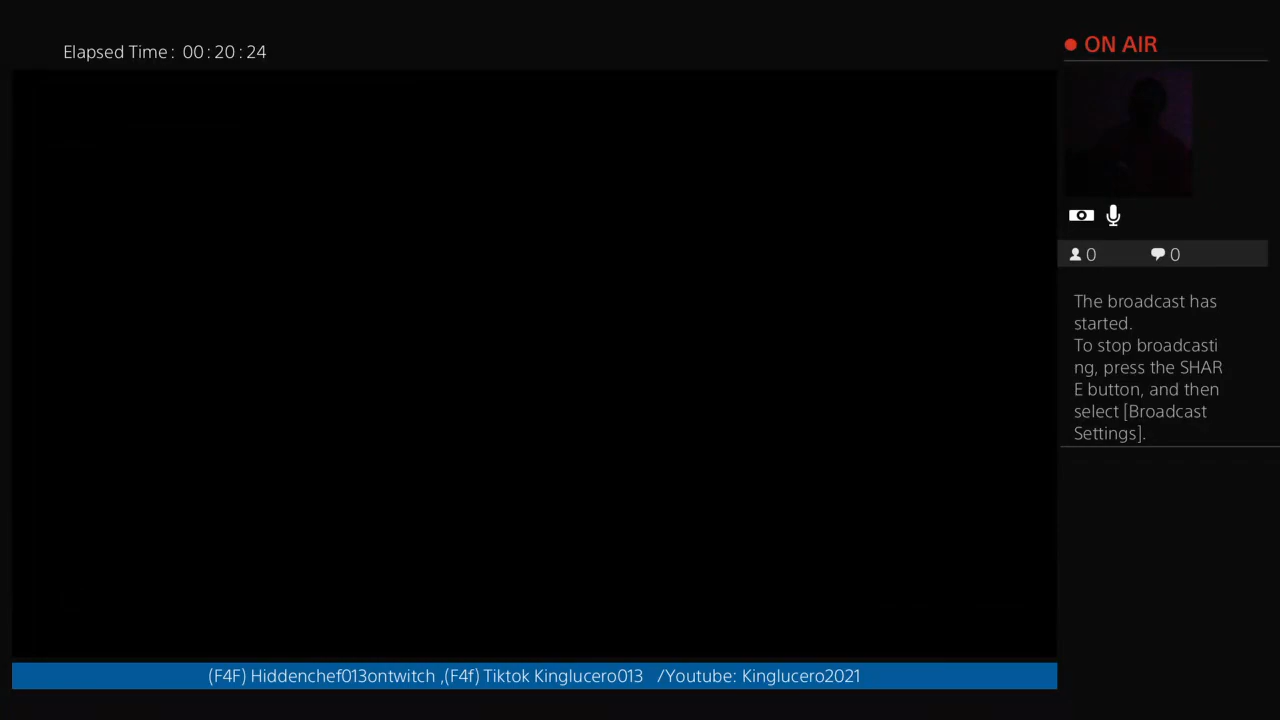 Elapsed Time: 00:20:24
ON AIR
0 0
The broadcast has
started.
To stop broadcasti
ng, press the SHAR
E button, and then
select [Broadcast
Settings].
(F4F) Hiddenchef013ontwitch ,(F4f) Tiktok Kinglucero013 /Youtube: Kinglucero2021